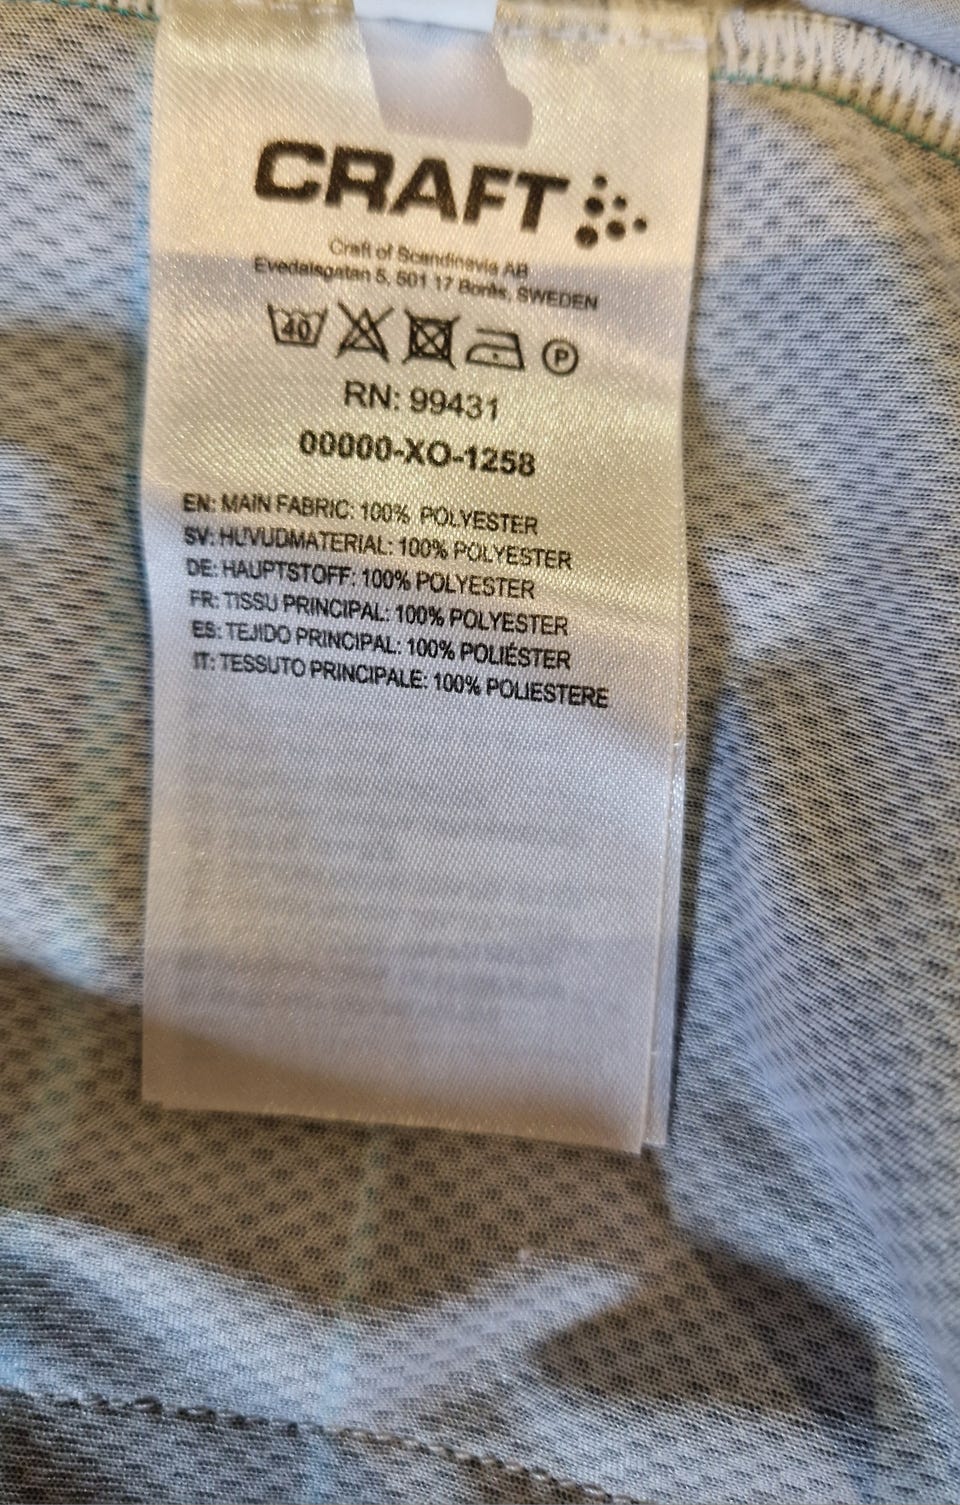 CRAFT
Craft of Scandinavia AB
Evedalsgatan 5, 501 17 Borås, SWEDEN
40 P
RN: 99431
00000-XO-1258
EN: MAIN FABRIC: 100% POLYESTER
SV: HUVUDMATERIAL: 100% POLYESTER
DE: HAUPTSTOFF: 100% POLYESTER
FR: TISSU PRINCIPAL: 100% POLYESTER
ES: TEJIDO PRINCIPAL: 100% POLIÉSTER
IT: TESSUTO PRINCIPALE: 100% POLIESTERE